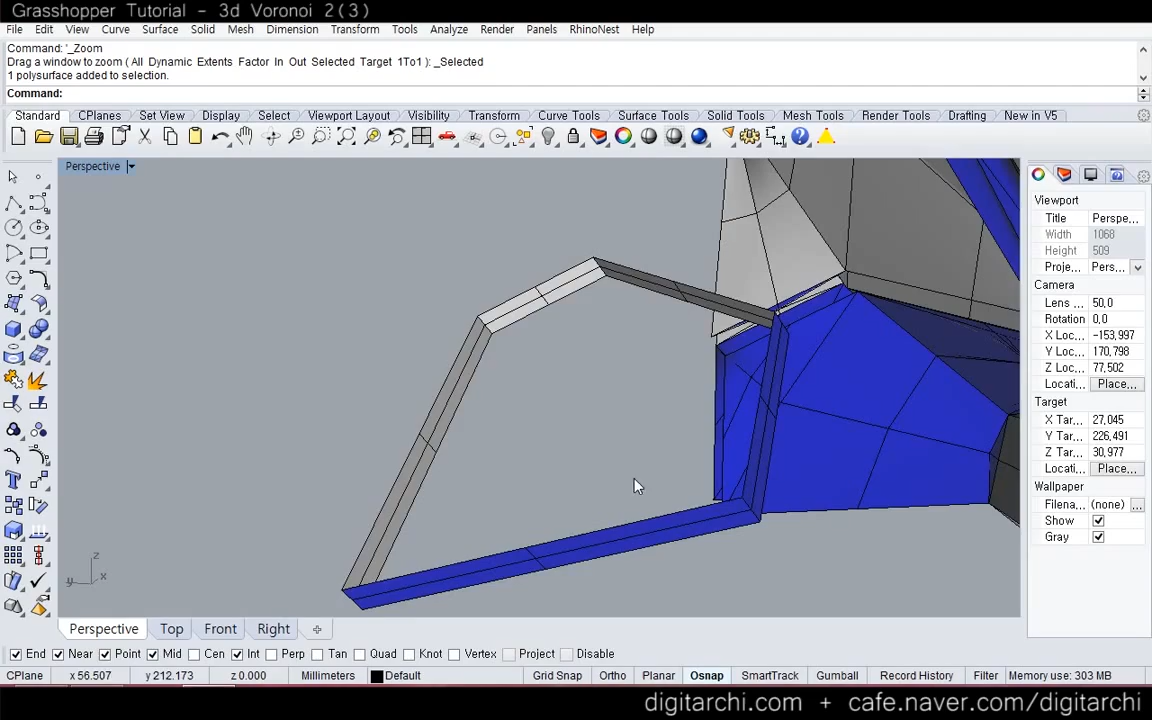 Grasshopper Tutorial - 3d Voronoi 2(3)
File Edit View Curve Surface Solid Mesh Dimension Transform Tools Analyze Render Panels RhinoNest Help
Command: '_Zoom
Drag a window to zoom ( All Dynamic Extents Factor In Out Selected Target 1To1 ): _Selected
1 polysurface added to selection.
Command:
Standard CPlanes Set View Display Select Viewport Layout Visibility Transform Curve Tools Surface Tools Solid Tools Mesh Tools Render Tools Drafting New in V5
Perspective
Viewport
Title Perspe...
Width 1068
Height 509
Proje... Pers...
Camera
Lens ... 50,0
Rotation 0,0
X Loc... -153,997
Y Loc... 170,798
Z Loc... 77,502
Locati... Place...
Target
X Tar... 27,045
Y Tar... 226,491
Z Tar... 30,977
Locati... Place...
Wallpaper
Filena... (none) ...
Show
Gray
z
y x
Perspective Top Front Right
End Near Point Mid Cen Int Perp Tan Quad Knot Vertex Project Disable
CPlane x 56.507 y 212.173 z 0.000 Millimeters Default Grid Snap Ortho Planar Osnap SmartTrack Gumball Record History Filter Memory use: 303 MB
digitarchi.com + cafe.naver.com/digitarchi